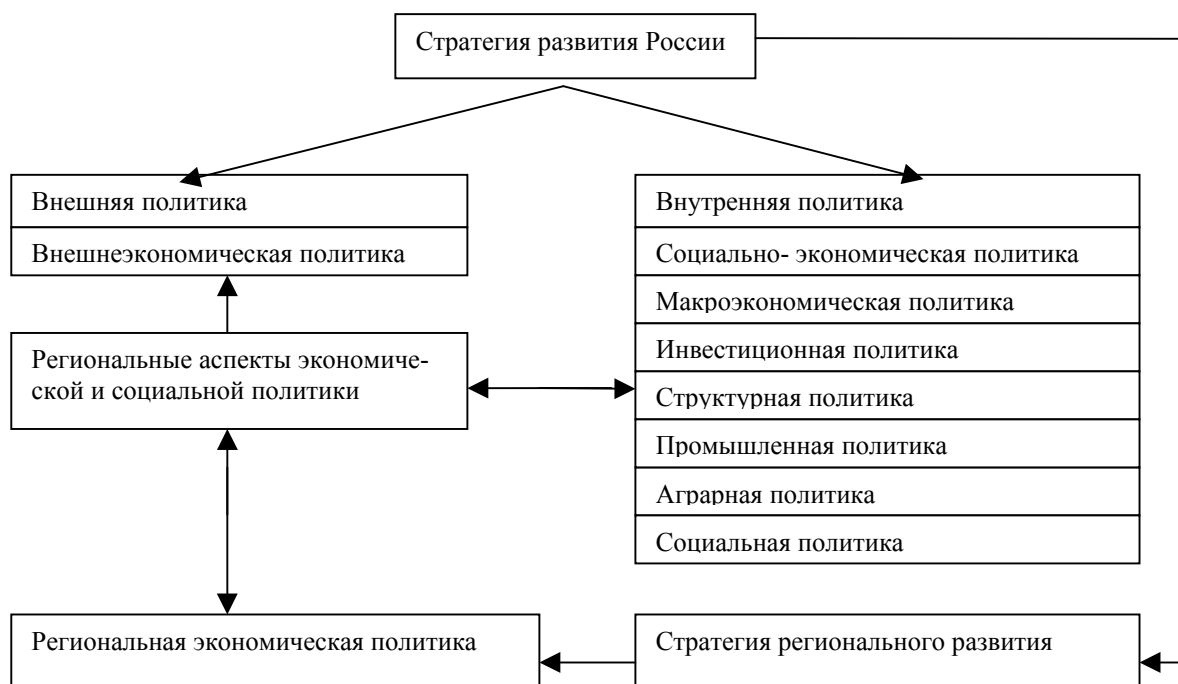 Стратегия развития России
Внешняя политика
Внешнеэкономическая политика
Региональные аспекты экономиче-
ской и социальной политики
Внутренняя политика
Социально- экономическая политика
Макроэкономическая политика
Инвестиционная политика
Структурная политика
Промышленная политика
Аграрная политика
Социальная политика
Региональная экономическая политика
Стратегия регионального развития